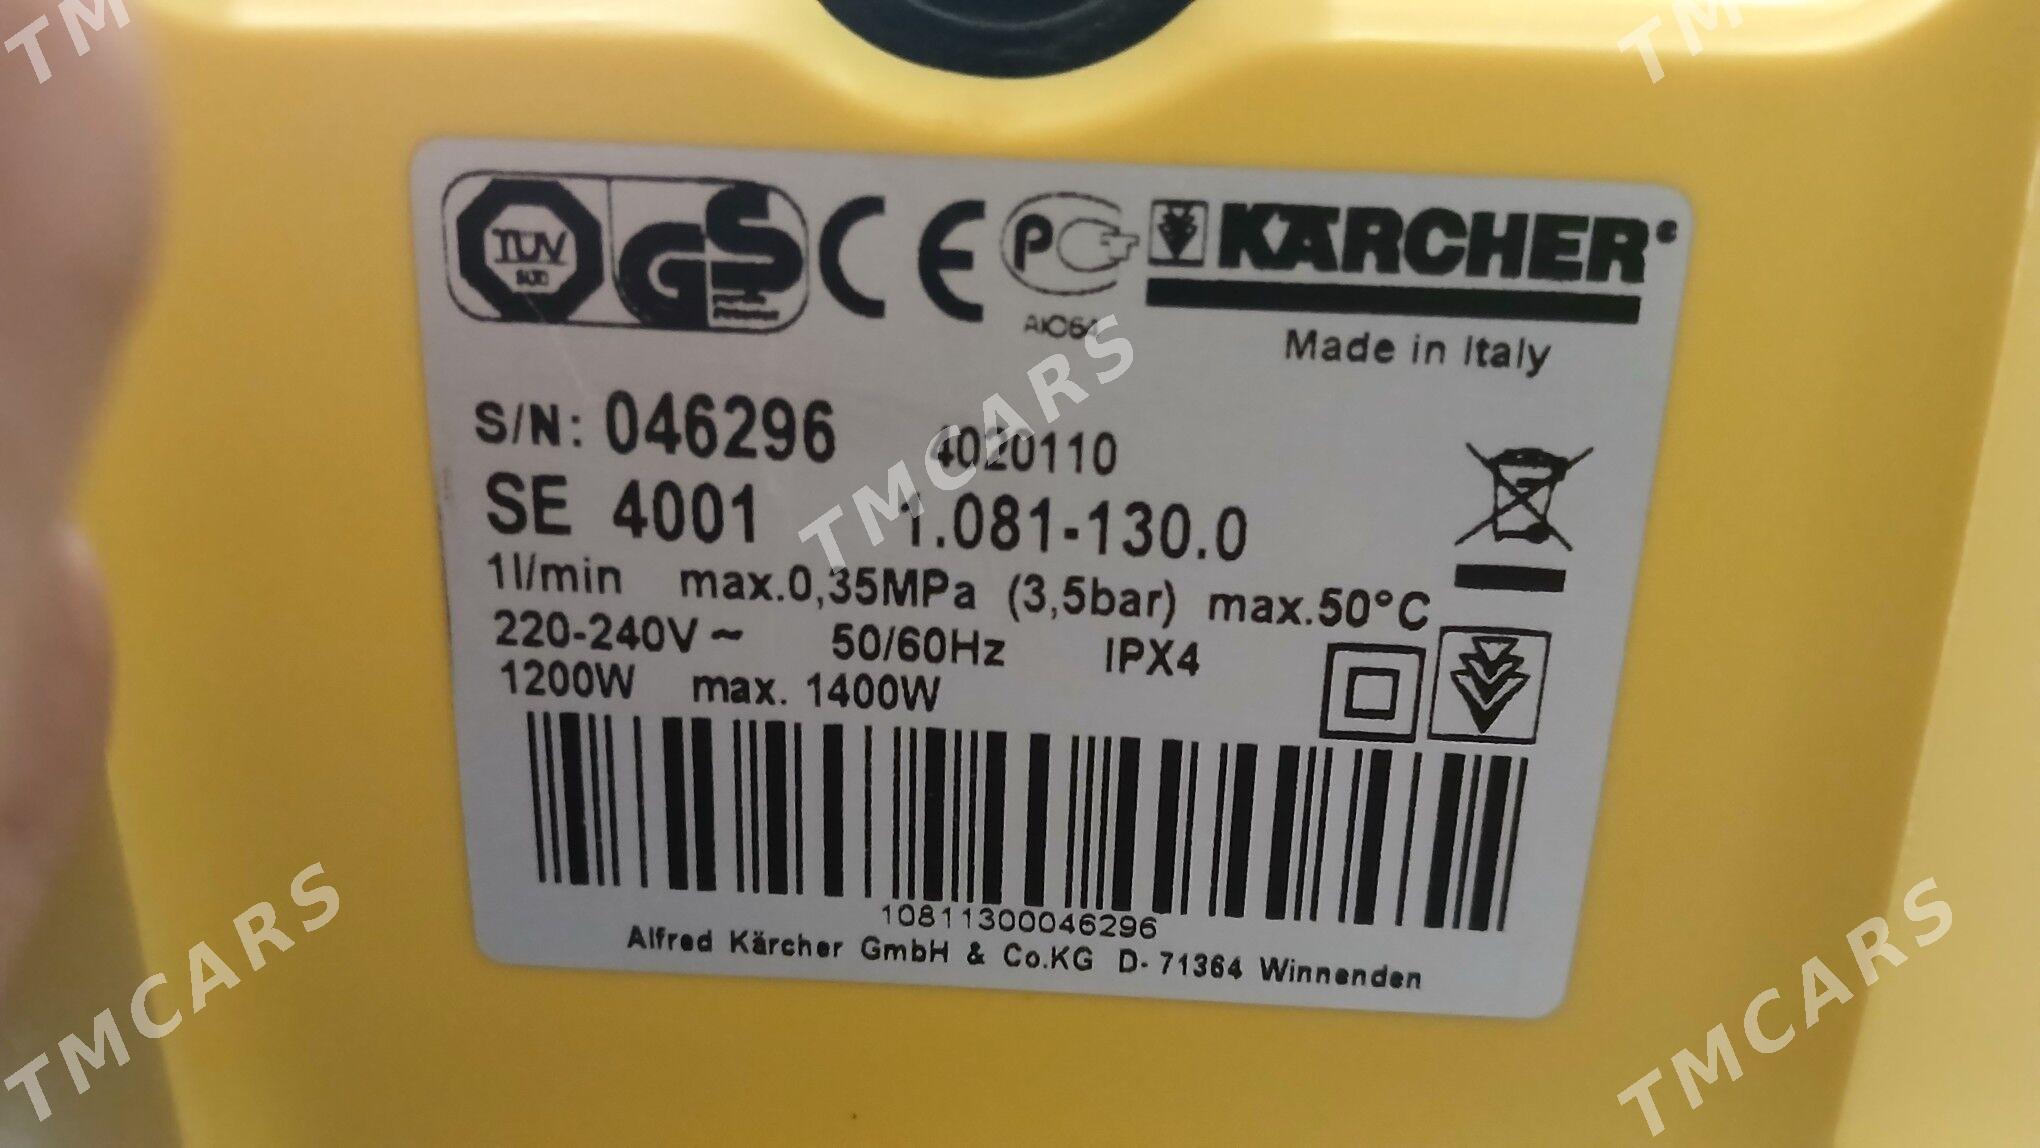 TMCARS
TMCARS
TÜV
SÜD
GS
CE
PC
KÄRCHER®
Made in Italy
S/N: 046296 4020110
TMCARS
SE 4001 1.081-130.0
1l/min max.0,35MPa (3,5bar) max.50°C
220-240V~ 50/60Hz IPX4
1200W max. 1400W
10811300046296
Alfred Kärcher GmbH & Co.KG D- 71364 Winnenden
TMCARS
TMCARS